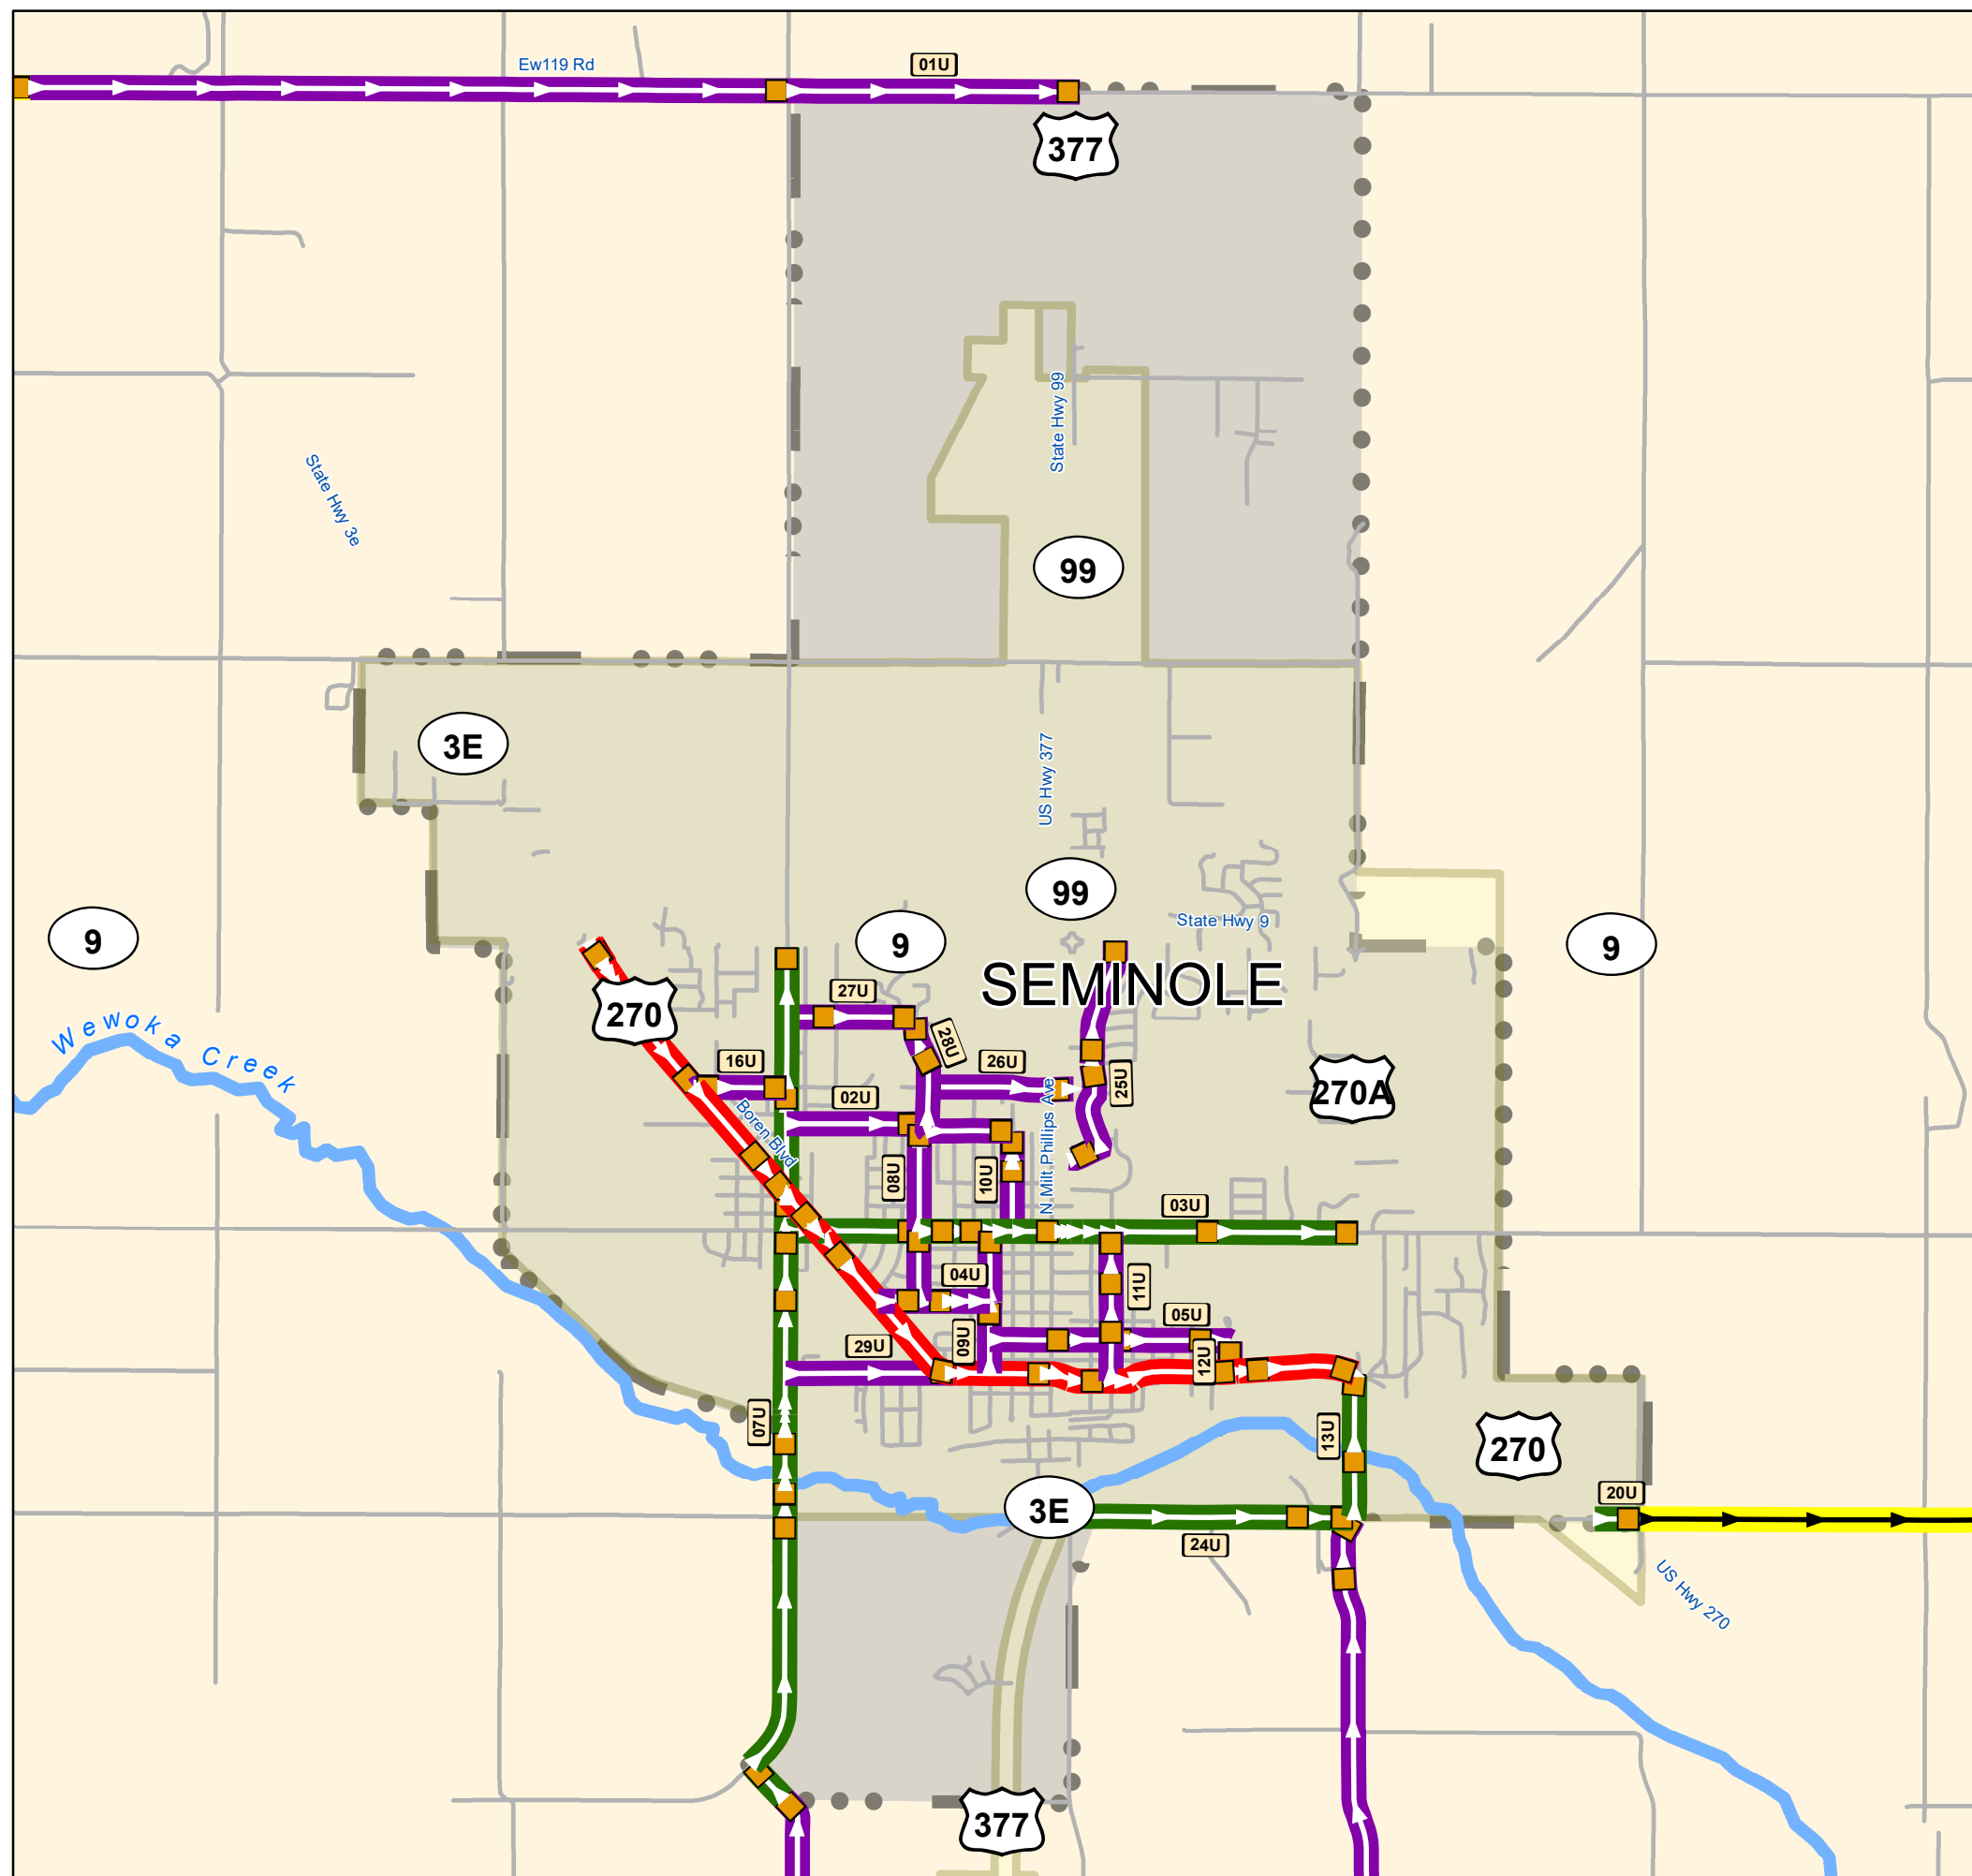 Ew119 Rd
01U
377
State Hwy 99
State Hwy 3e
99
3E
US Hwy 377
99
State Hwy 9
9
9
9
SEMINOLE
27U
270
Wewoka Creek
28U
16U
26U
25U
270A
02U
Boren Blvd
N Milt Phillips Ave
08U
10U
03U
04U
11U
05U
09U
29U
12U
07U
13U
270
20U
3E
24U
US Hwy 270
377